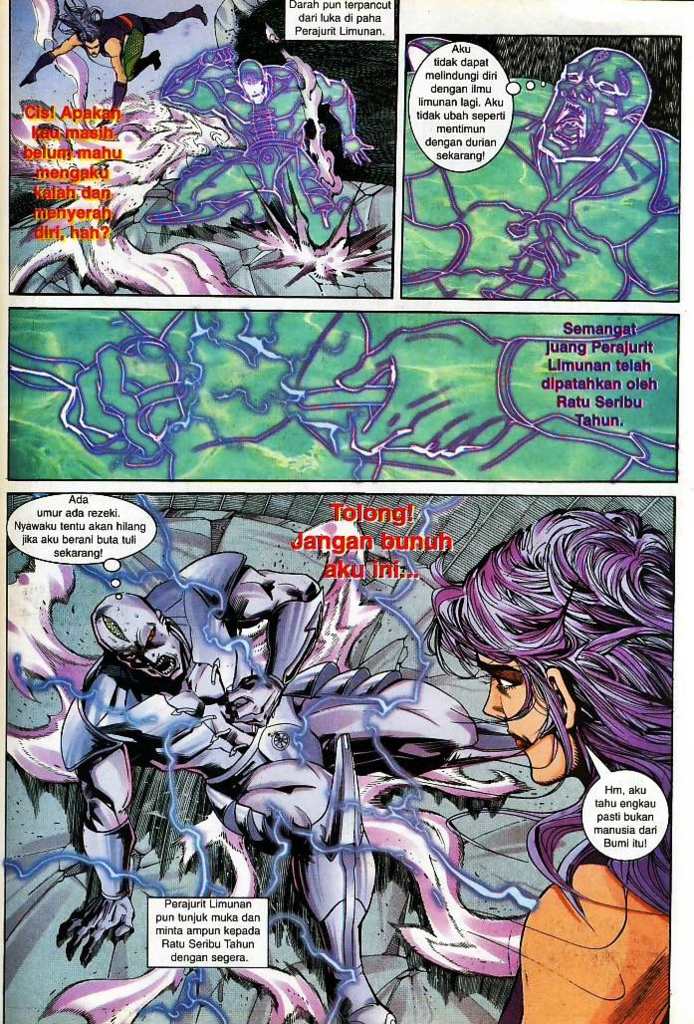 Darah pun terpancut
dari luka di paha
Perajurit Limunan.
Cis! Apakah
kau masih
belum mahu
mengaku
kalah dan
menyerah
diri, hah?
Aku
tidak dapat
melindungi diri
dengan ilmu
limunan lagi. Aku
tidak ubah seperti
mentimun
dengan durian
sekarang!
Semangat
juang Perajurit
Limunan telah
dipatahkan oleh
Ratu Seribu
Tahun.
Ada
umur ada rezeki.
Nyawaku tentu akan hilang
jika aku berani buta tuli
sekarang!
Tolong!
Jangan bunuh
aku ini...
Hm, aku
tahu engkau
pasti bukan
manusia dari
Bumi itu!
Perajurit Limunan
pun tunjuk muka dan
minta ampun kepada
Ratu Seribu Tahun
dengan segera.